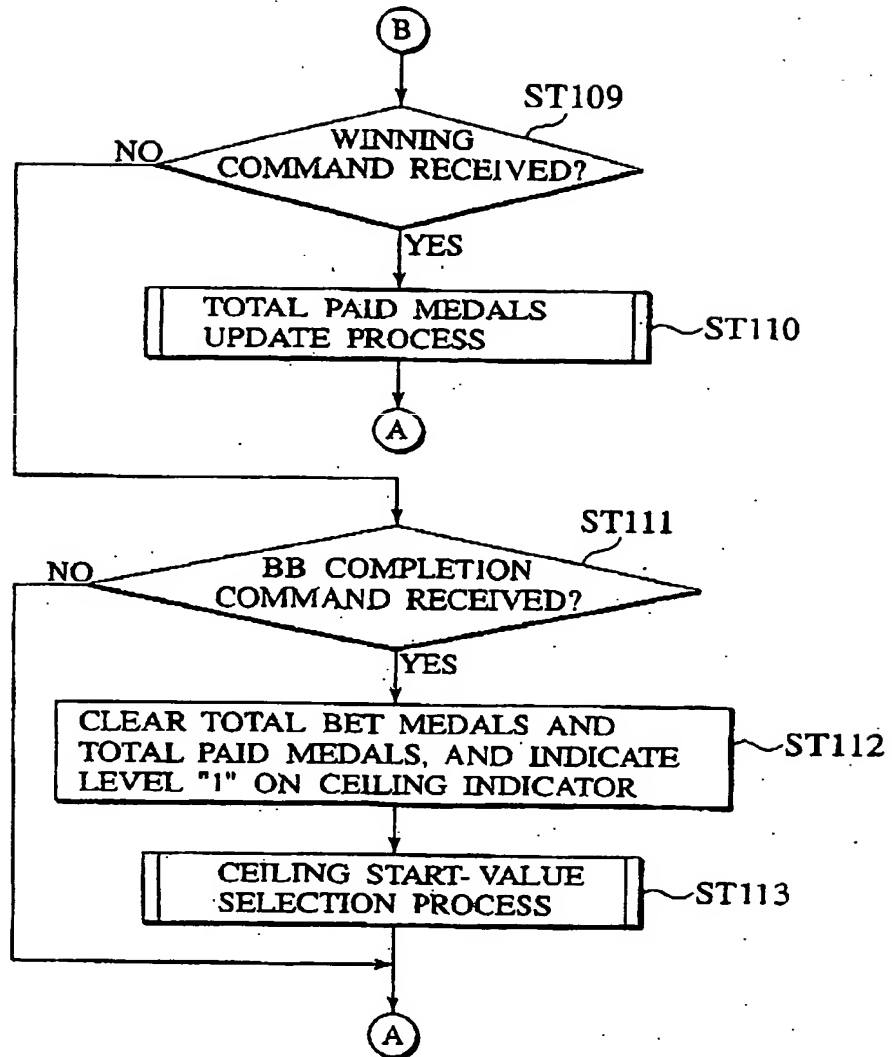 B
ST109
WINNING
COMMAND RECEIVED?
NO
YES
TOTAL PAID MEDALS
UPDATE PROCESS
ST110
A
ST111
BB COMPLETION
COMMAND RECEIVED?
NO
YES
CLEAR TOTAL BET MEDALS AND
TOTAL PAID MEDALS, AND INDICATE
LEVEL "1" ON CEILING INDICATOR
ST112
CEILING START-VALUE
SELECTION PROCESS
ST113
A